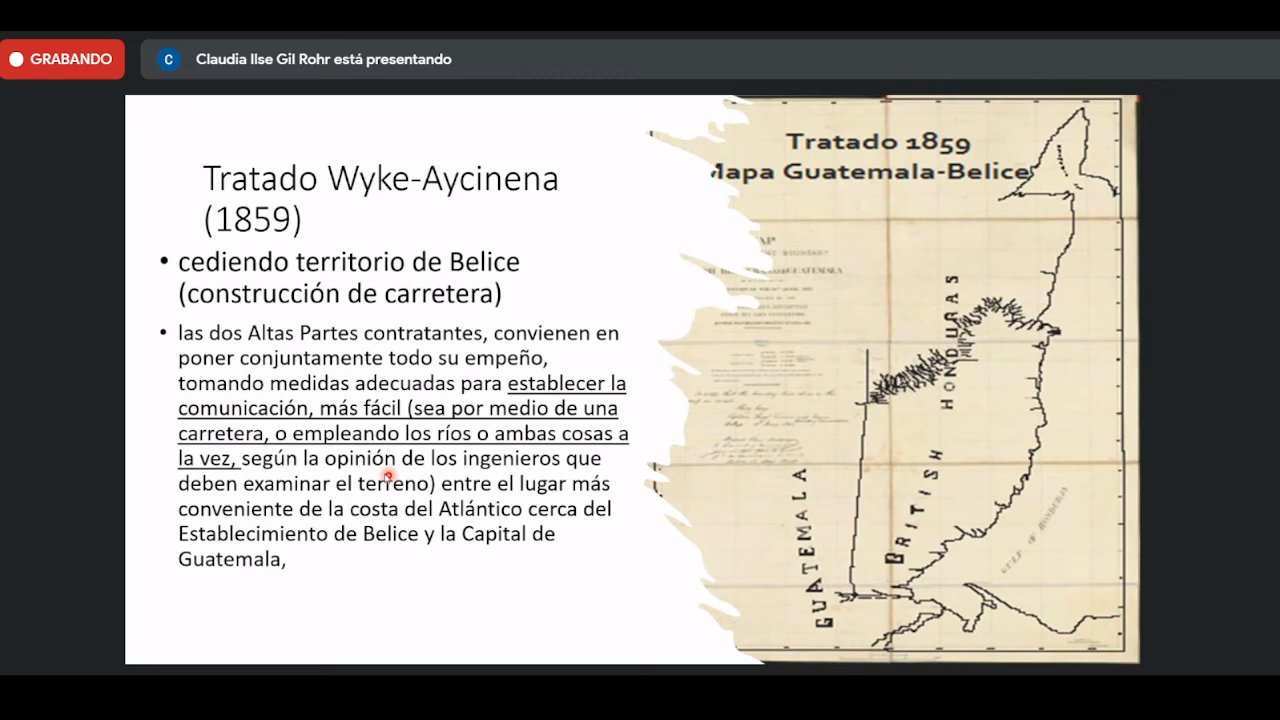 GRABANDO
C
Claudia Ilse Gil Rohr está presentando
Tratado Wyke-Aycinena
(1859)
• cediendo territorio de Belice
(construcción de carretera)
• las dos Altas Partes contratantes, convienen en
poner conjuntamente todo su empeño,
tomando medidas adecuadas para establecer la
comunicación, más fácil (sea por medio de una
carretera, o empleando los ríos o ambas cosas a
la vez, según la opinión de los ingenieros que
deben examinar el terreno) entre el lugar más
conveniente de la costa del Atlántico cerca del
Establecimiento de Belice y la Capital de
Guatemala,
Tratado 1859
Mapa Guatemala-Belice
GUATEMALA
BRITISH HONDURAS
GULF OF HONDURAS